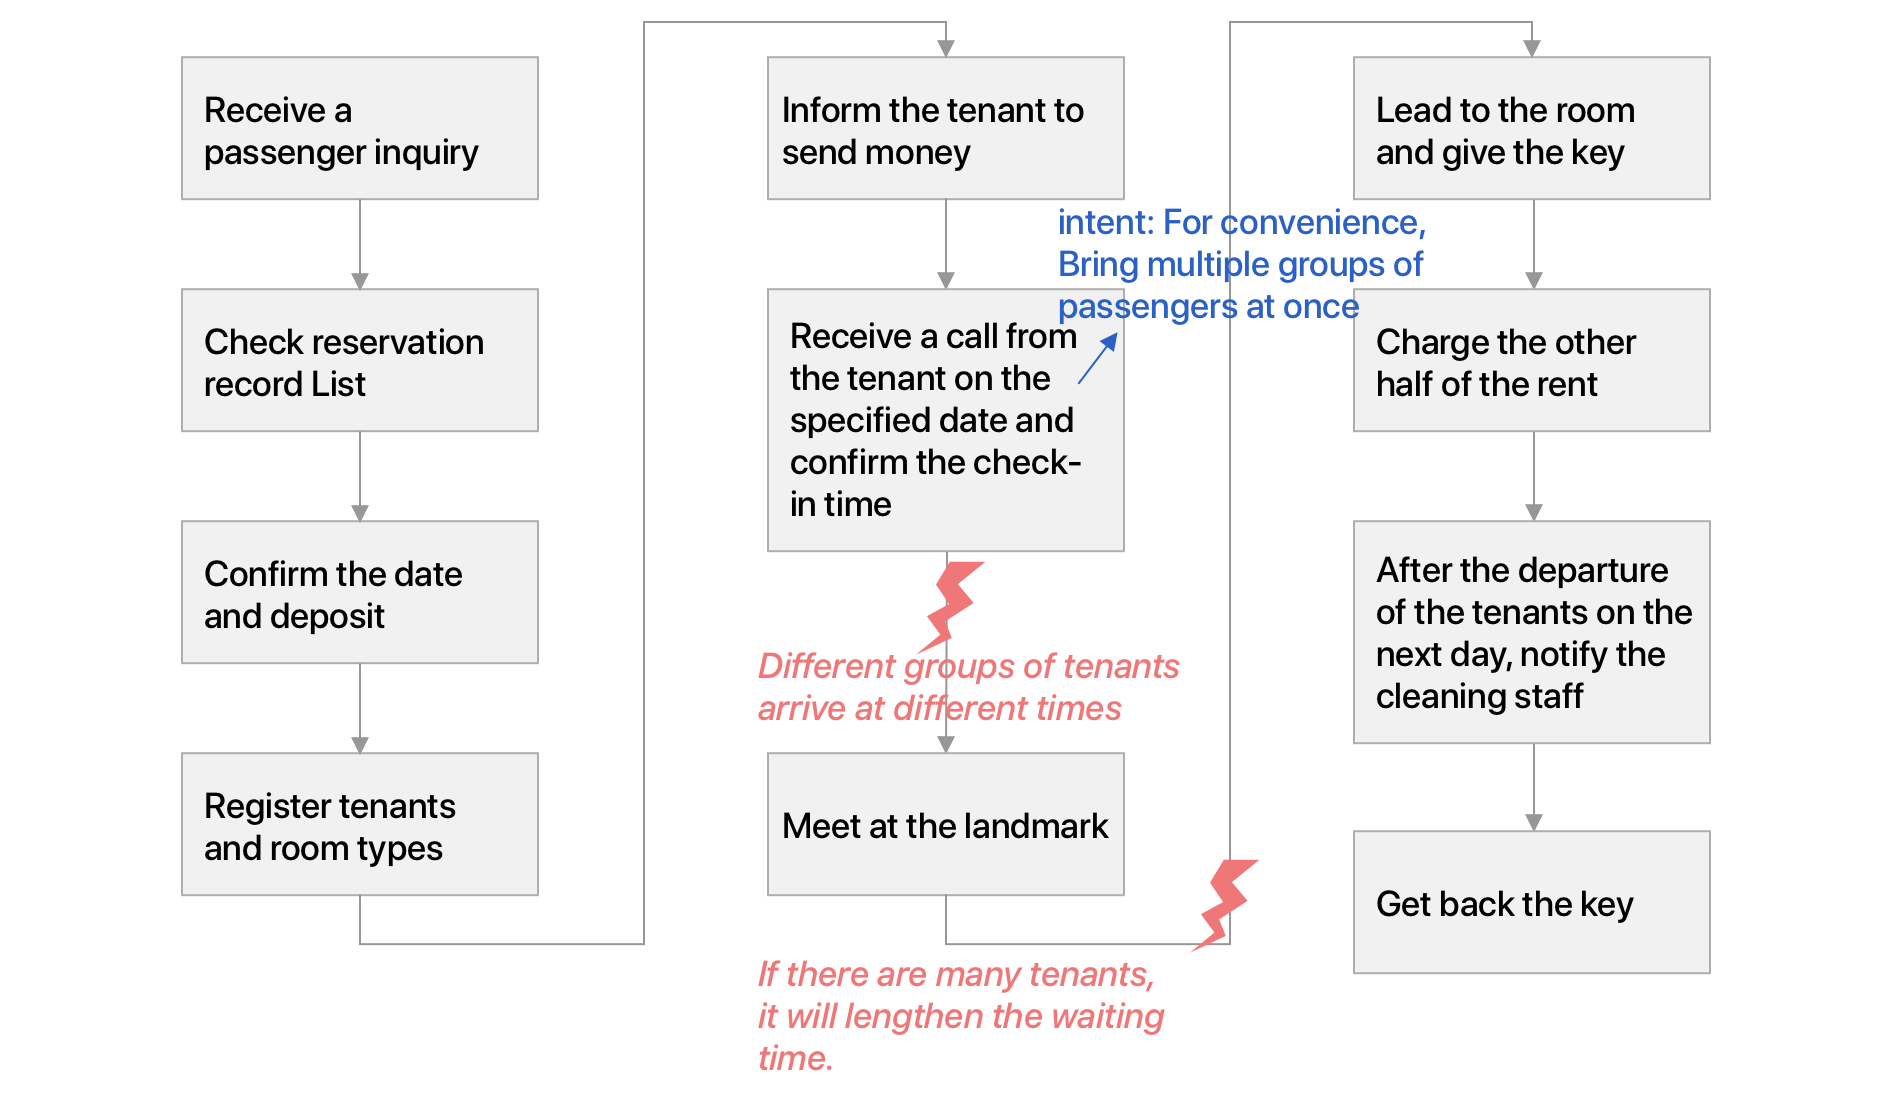 Receive a
passenger inquiry
Check reservation
record List
Confirm the date
and deposit
Register tenants
and room types
Inform the tenant to
send money
intent: For convenience,
Bring multiple groups of
passengers at once
Receive a call from
the tenant on the
specified date and
confirm the check-
in time
Different groups of tenants
arrive at different times
Meet at the landmark
If there are many tenants,
it will lengthen the waiting
time.
Lead to the room
and give the key
Charge the other
half of the rent
After the departure
of the tenants on the
next day, notify the
cleaning staff
Get back the key